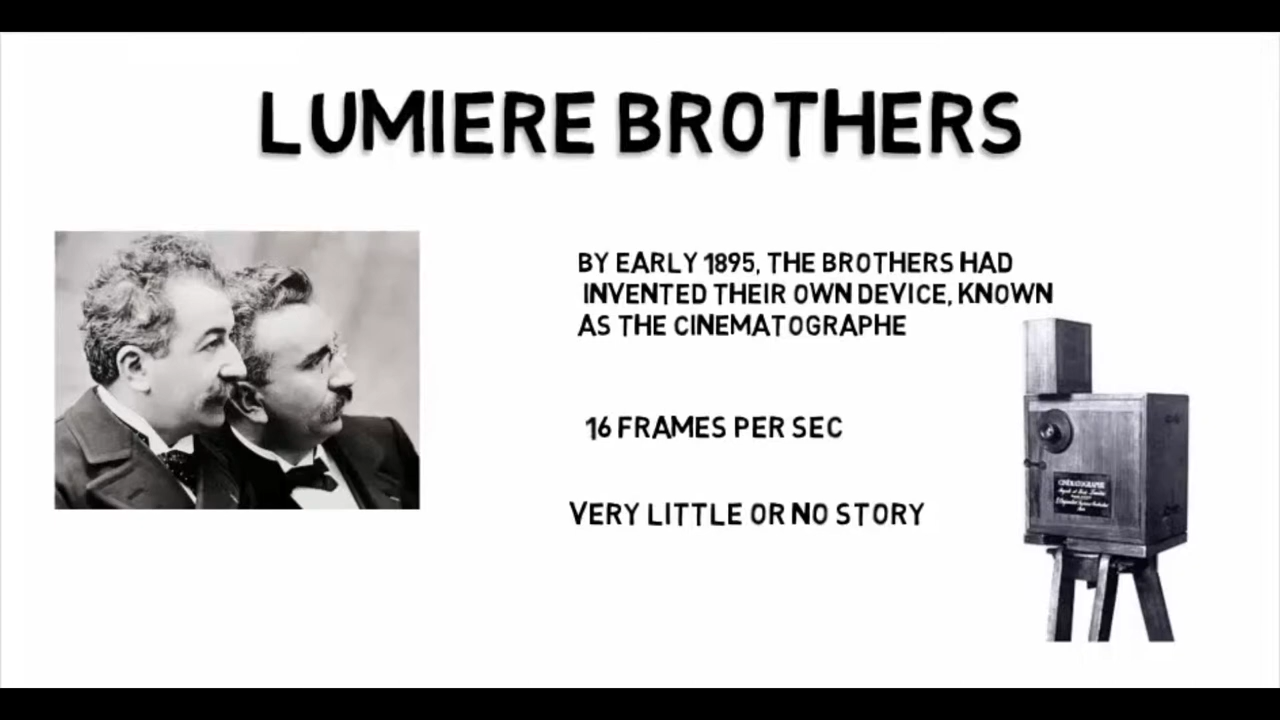 LUMIERE BROTHERS
BY EARLY 1895, THE BROTHERS HAD
INVENTED THEIR OWN DEVICE, KNOWN
AS THE CINEMATOGRAPHE
16 FRAMES PER SEC
VERY LITTLE OR NO STORY
CINÉMATOGRAPHE